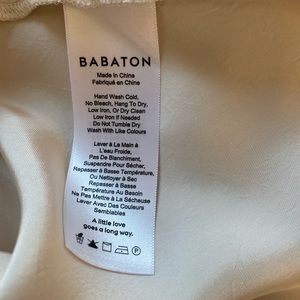 BABATON
Made in China
Fabriqué en Chine
Hand Wash Cold,
No Bleach, Hang To Dry,
Low Iron, Or Dry Clean
Low Iron if Needed
Do Not Tumble Dry
Wash With Like Colours
Laver à La Main à
L'eau Froide,
Pas De Blanchiment,
Suspendre Pour Sécher,
Repasser à Basse Température,
Ou Nettoyer à Sec
Repasser à Basse
Température Au Besoin
Ne Pas Mettre à La Sécheuse
Laver Avec Des Couleurs
Semblables
A little love
goes a long way.
P